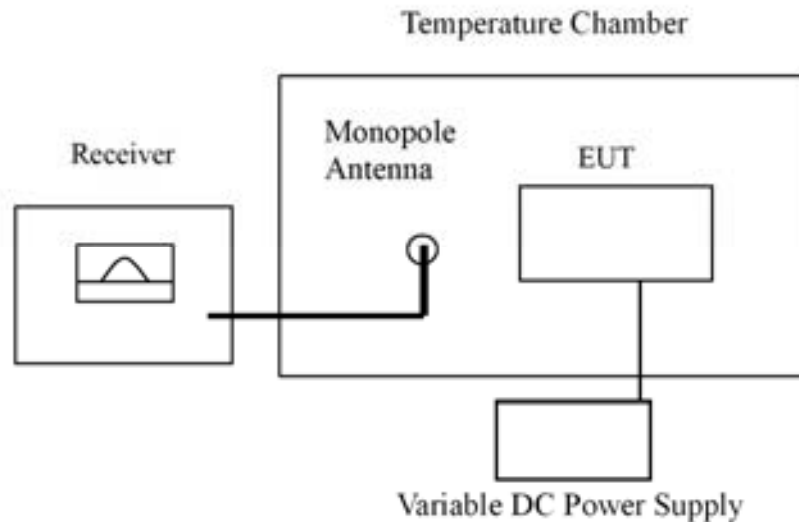 Temperature Chamber
Monopole
Antenna
EUT
Receiver
Variable DC Power Supply